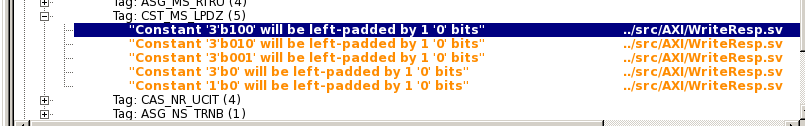 Tag: ASG_MS_RTRU (4)
Tag: CST_MS_LPDZ (5)
"Constant '3'b100' will be left-padded by 1 '0' bits" ../src/AXI/WriteResp.sv
"Constant '3'b010' will be left-padded by 1 '0' bits" ../src/AXI/WriteResp.sv
"Constant '3'b001' will be left-padded by 1 '0' bits" ../src/AXI/WriteResp.sv
"Constant '3'b0' will be left-padded by 1 '0' bits" ../src/AXI/WriteResp.sv
"Constant '1'b0' will be left-padded by 1 '0' bits" ../src/AXI/WriteResp.sv
Tag: CAS_NR_UCIT (4)
Tag: ASG_NS_TRNB (1)